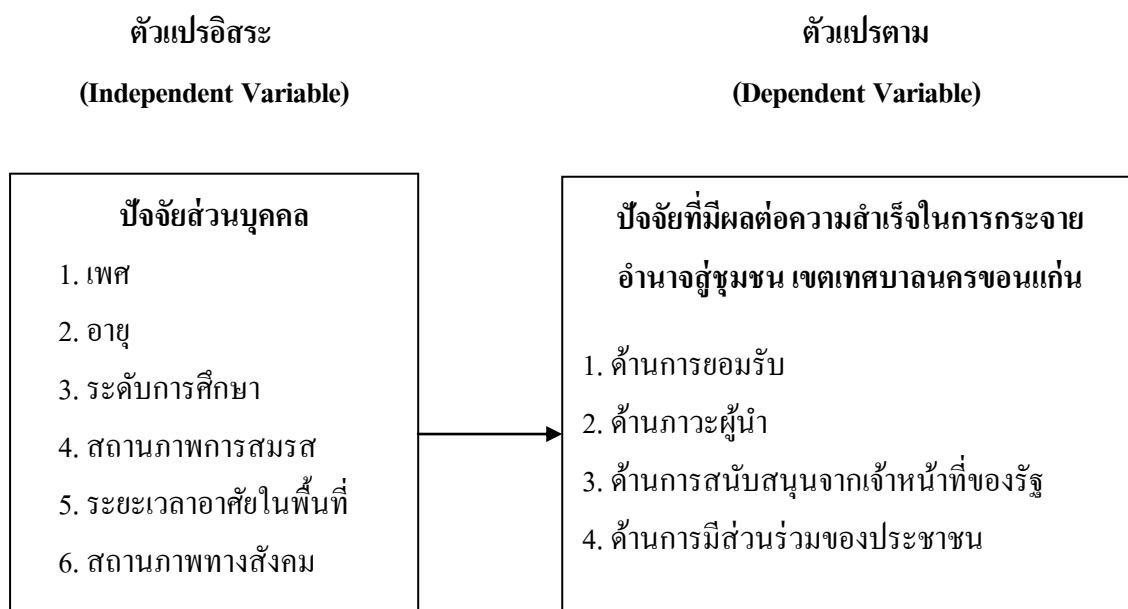 ตัวแปรอิสระ
(Independent Variable)
ตัวแปรตาม
(Dependent Variable)
ปัจจัยส่วนบุคคล
1. เพศ
2. อายุ
3. ระดับการศึกษา
4. สถานภาพการสมรส
5. ระยะเวลาอาศัยในพื้นที่
6. สถานภาพทางสังคม
ปัจจัยที่มีผลต่อความสำเร็จในการกระจาย
อำนาจสู่ชุมชน เขตเทศบาลนครขอนแก่น
1. ด้านการยอมรับ
2. ด้านภาวะผู้นำ
3. ด้านการสนับสนุนจากเจ้าหน้าที่ของรัฐ
4. ด้านการมีส่วนร่วมของประชาชน